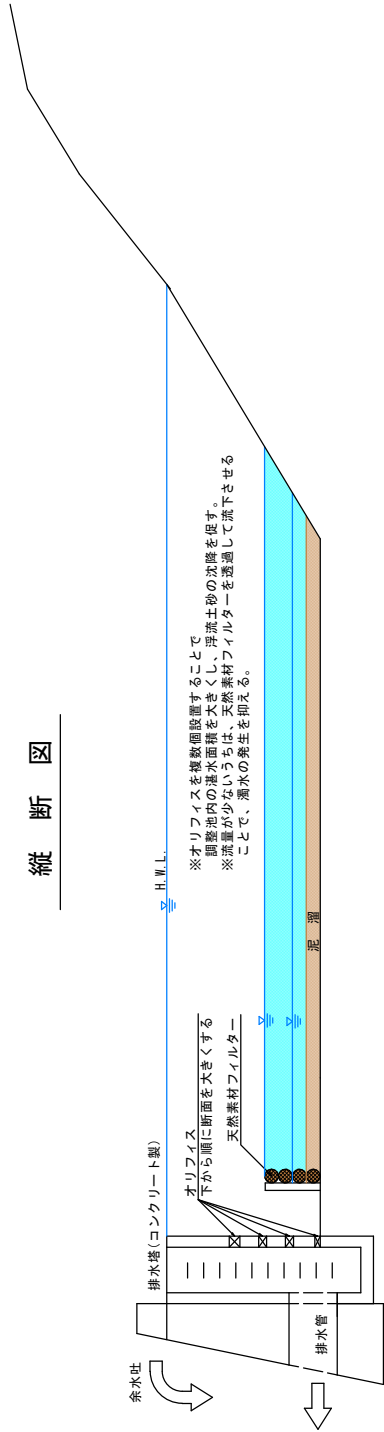 縦断図
H.W.L.
※オリフィスを複数個設置することで
調整池内の湛水面積を大きくし、浮流土砂の沈降を促す。
※流量が少ないうちは、天然素材フィルターを透過して流下させる
ことで、濁水の発生を抑える。
排水塔(コンクリート製)
オリフィス
下から順に断面を大きくする
天然素材フィルター
泥溜
余水吐
排水管